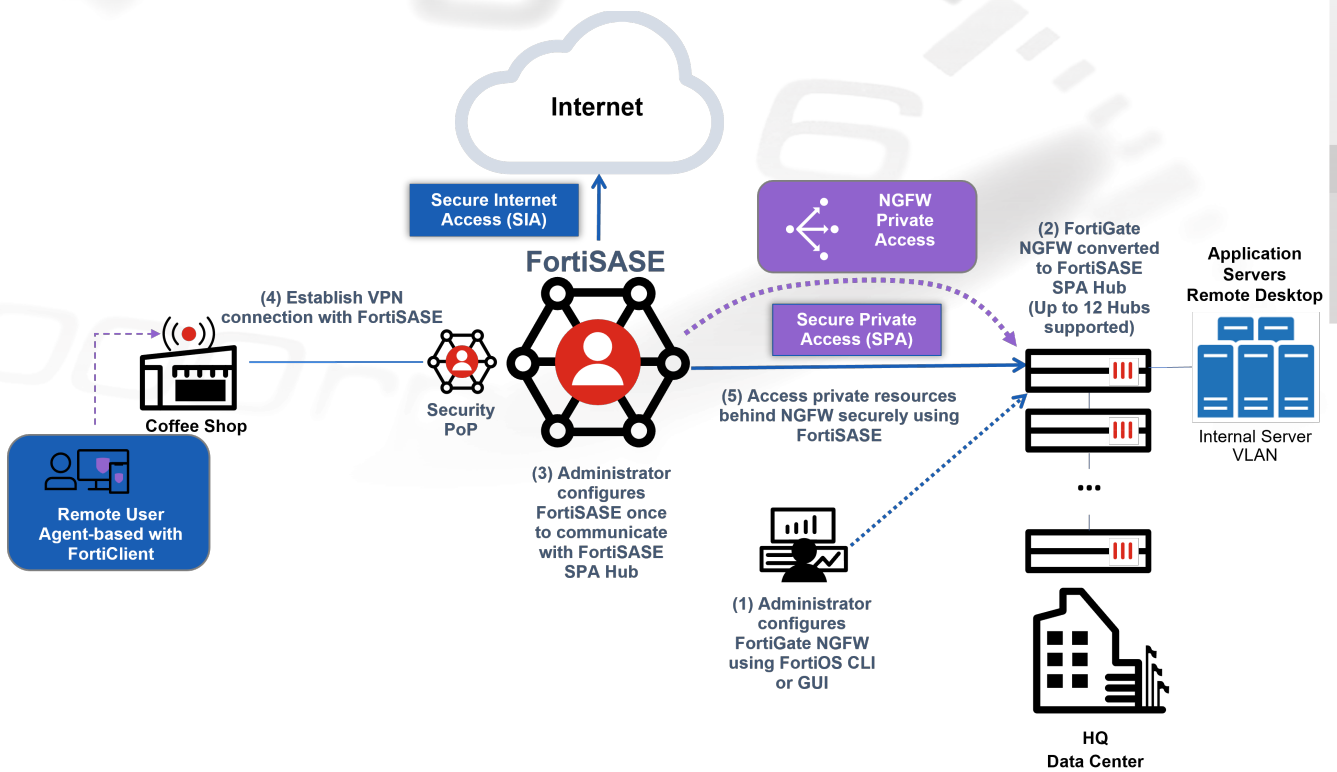 Internet
Secure Internet
Access (SIA)
NGFW
Private
Access
FortiSASE
(2) FortiGate
NGFW converted
to FortiSASE
SPA Hub
(Up to 12 Hubs
supported)
Application
Servers
Remote Desktop
(4) Establish VPN
connection with FortiSASE
Secure Private
Access (SPA)
Security
PoP
(5) Access private resources
behind NGFW securely using
FortiSASE
Coffee Shop
Internal Server
VLAN
(3) Administrator
configures
FortiSASE once
to communicate
with FortiSASE
SPA Hub
...
Remote User
Agent-based with
FortiClient
(1) Administrator
configures
FortiGate NGFW
using FortiOS CLI
or GUI
HQ
Data Center